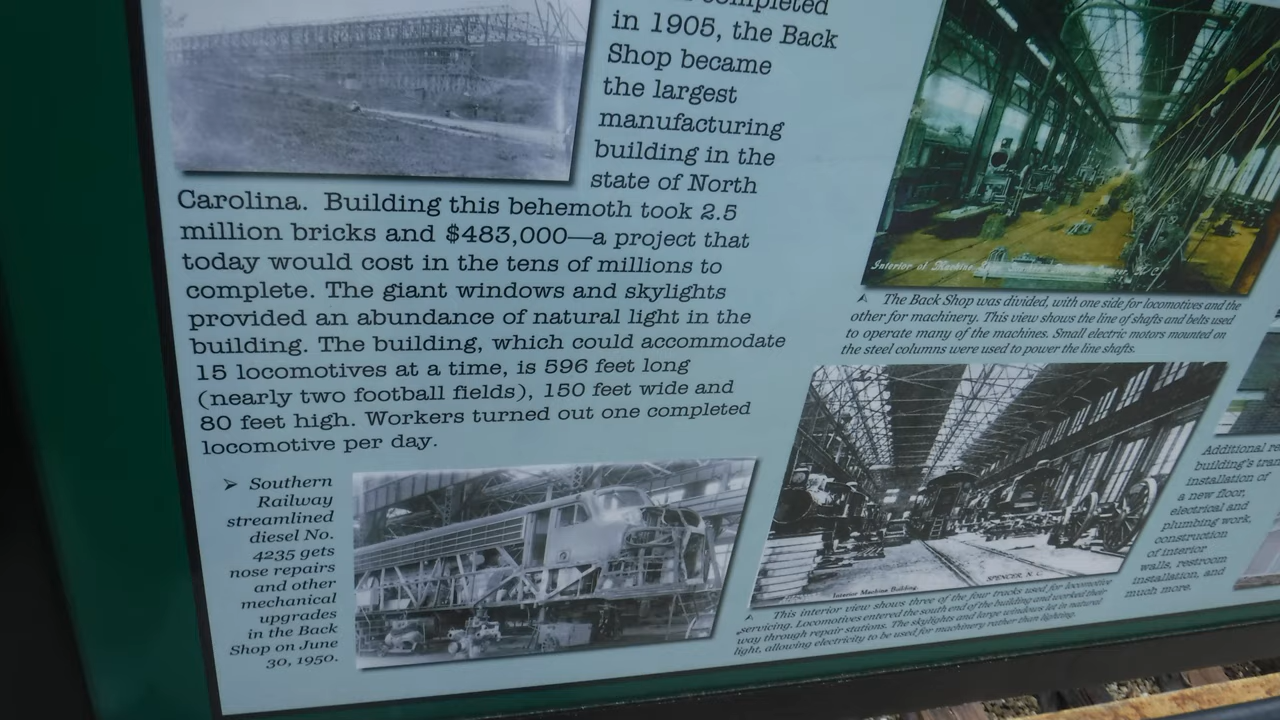 completed
in 1905, the Back
Shop became
the largest
manufacturing
building in the
state of North
Carolina. Building this behemoth took 2.5
million bricks and $483,000—a project that
today would cost in the tens of millions to
complete. The giant windows and skylights
provided an abundance of natural light in the
building. The building, which could accommodate
15 locomotives at a time, is 596 feet long
(nearly two football fields), 150 feet wide and
80 feet high. Workers turned out one completed
locomotive per day.
➢ Southern
Railway
streamlined
diesel No.
4235 gets
nose repairs
and other
mechanical
upgrades
in the Back
Shop on June
30, 1950.
Interior of Machine
The Back Shop was divided, with one side for locomotives and the
other for machinery. This view shows the line of shafts and belts used
to operate many of the machines. Small electric motors mounted on
the steel columns were used to power the line shafts.
Interior Machine Building.
SPENCER, N. C.
This interior view shows three of the four tracks used for locomotive
servicing. Locomotives entered the south end of the building and worked their
way through repair stations. The skylights and large windows let in natural
light, allowing electricity to be used for machinery rather than lighting.
Additional
building's
installation of
a new floor,
electrical and
plumbing work,
construction
of interior
walls, restroom
installation, and
much more.